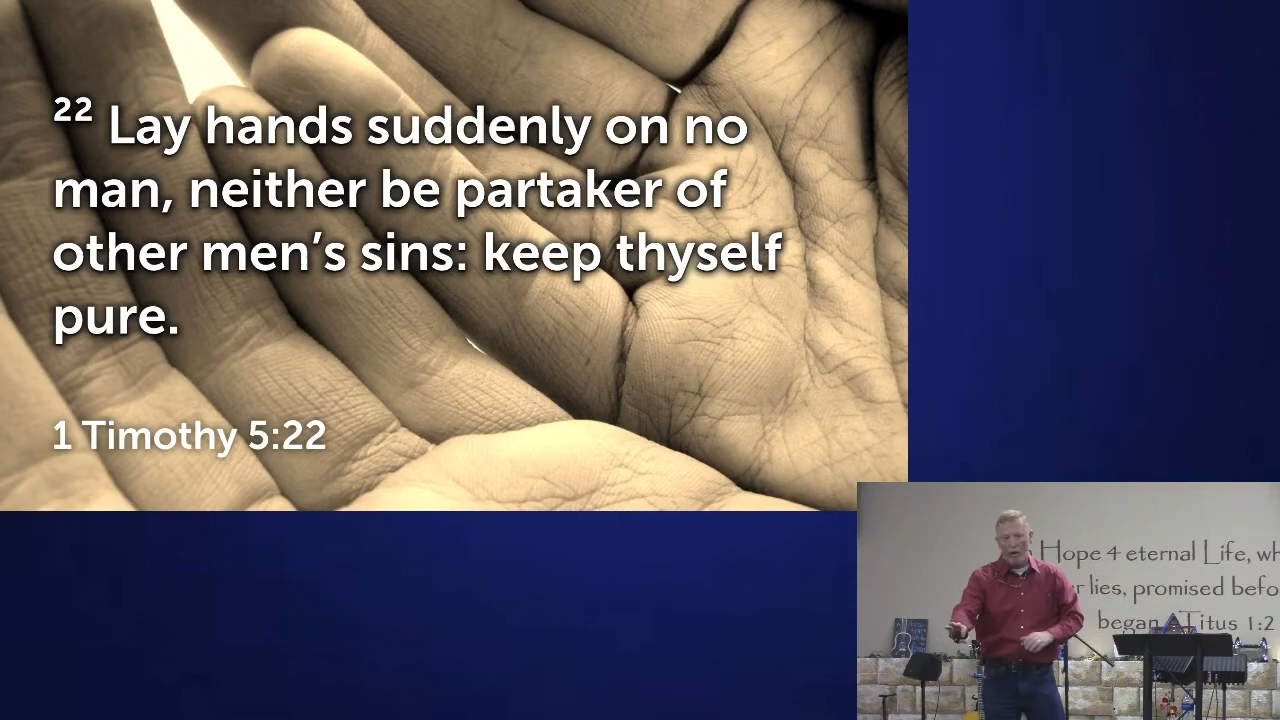 22 Lay hands suddenly on no
man, neither be partaker of
other men’s sins: keep thyself
pure.
1 Timothy 5:22
Hope 4 eternal Life, wh
er lies, promised befo
began Titus 1:2